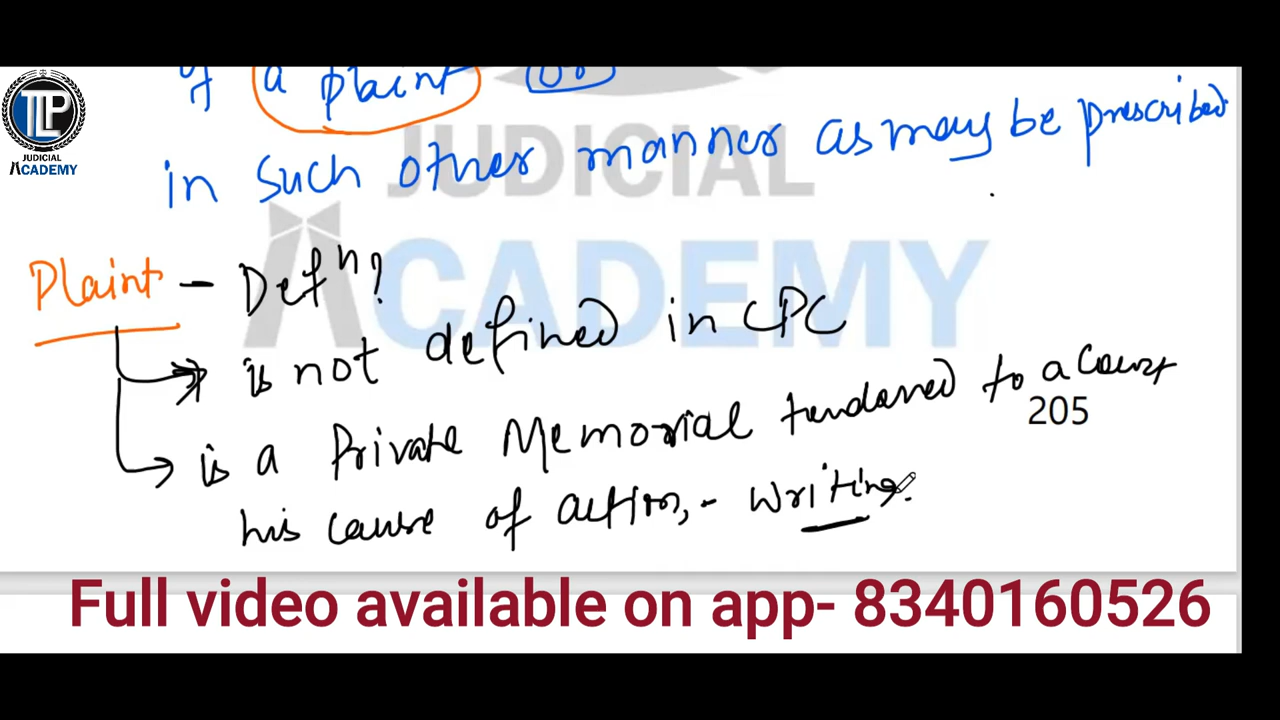 TLP
JUDICIAL
ACADEMY
of a plaint or
in such other manner as may be prescribed
JUDICIAL
ACADEMY
Plaint - Defn?
is not defined in CPC
is a Private Memorial tendered to a Court
205
his cause of action, - Writing.
Full video available on app- 8340160526